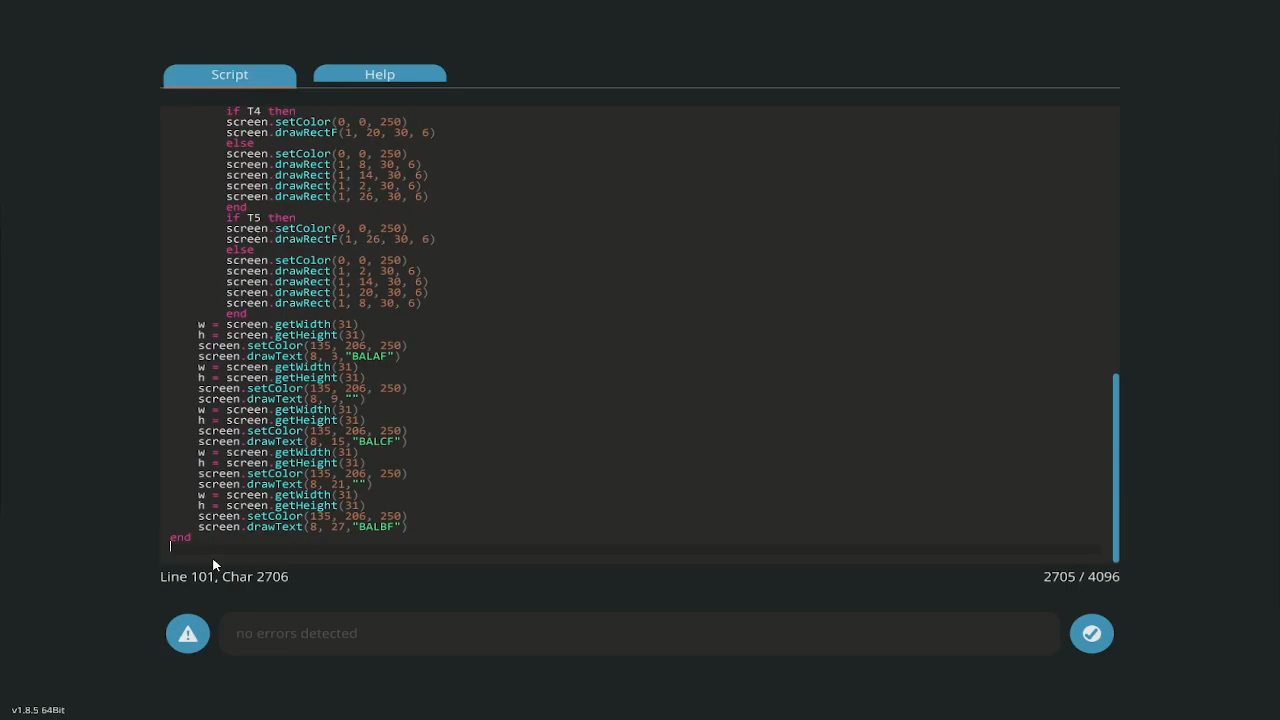 Script
Help
if T4 then
screen.setColor(0, 0, 250)
screen.drawRectF(1, 20, 30, 6)
else
screen.setColor(0, 0, 250)
screen.drawRect(1, 8, 30, 6)
screen.drawRect(1, 14, 30, 6)
screen.drawRect(1, 2, 30, 6)
screen.drawRect(1, 26, 30, 6)
end
if T5 then
screen.setColor(0, 0, 250)
screen.drawRectF(1, 26, 30, 6)
else
screen.setColor(0, 0, 250)
screen.drawRect(1, 2, 30, 6)
screen.drawRect(1, 14, 30, 6)
screen.drawRect(1, 20, 30, 6)
screen.drawRect(1, 8, 30, 6)
end
w = screen.getWidth(31)
h = screen.getHeight(31)
screen.setColor(135, 206, 250)
screen.drawText(8, 3,"BALAF")
w = screen.getWidth(31)
h = screen.getHeight(31)
screen.setColor(135, 206, 250)
screen.drawText(8, 9,"")
w = screen.getWidth(31)
h = screen.getHeight(31)
screen.setColor(135, 206, 250)
screen.drawText(8, 15,"BALCF")
w = screen.getWidth(31)
h = screen.getHeight(31)
screen.setColor(135, 206, 250)
screen.drawText(8, 21,"")
w = screen.getWidth(31)
h = screen.getHeight(31)
screen.setColor(135, 206, 250)
screen.drawText(8, 27,"BALBF")
end
Line 101, Char 2706
2705 / 4096
no errors detected
v1.8.5 64Bit